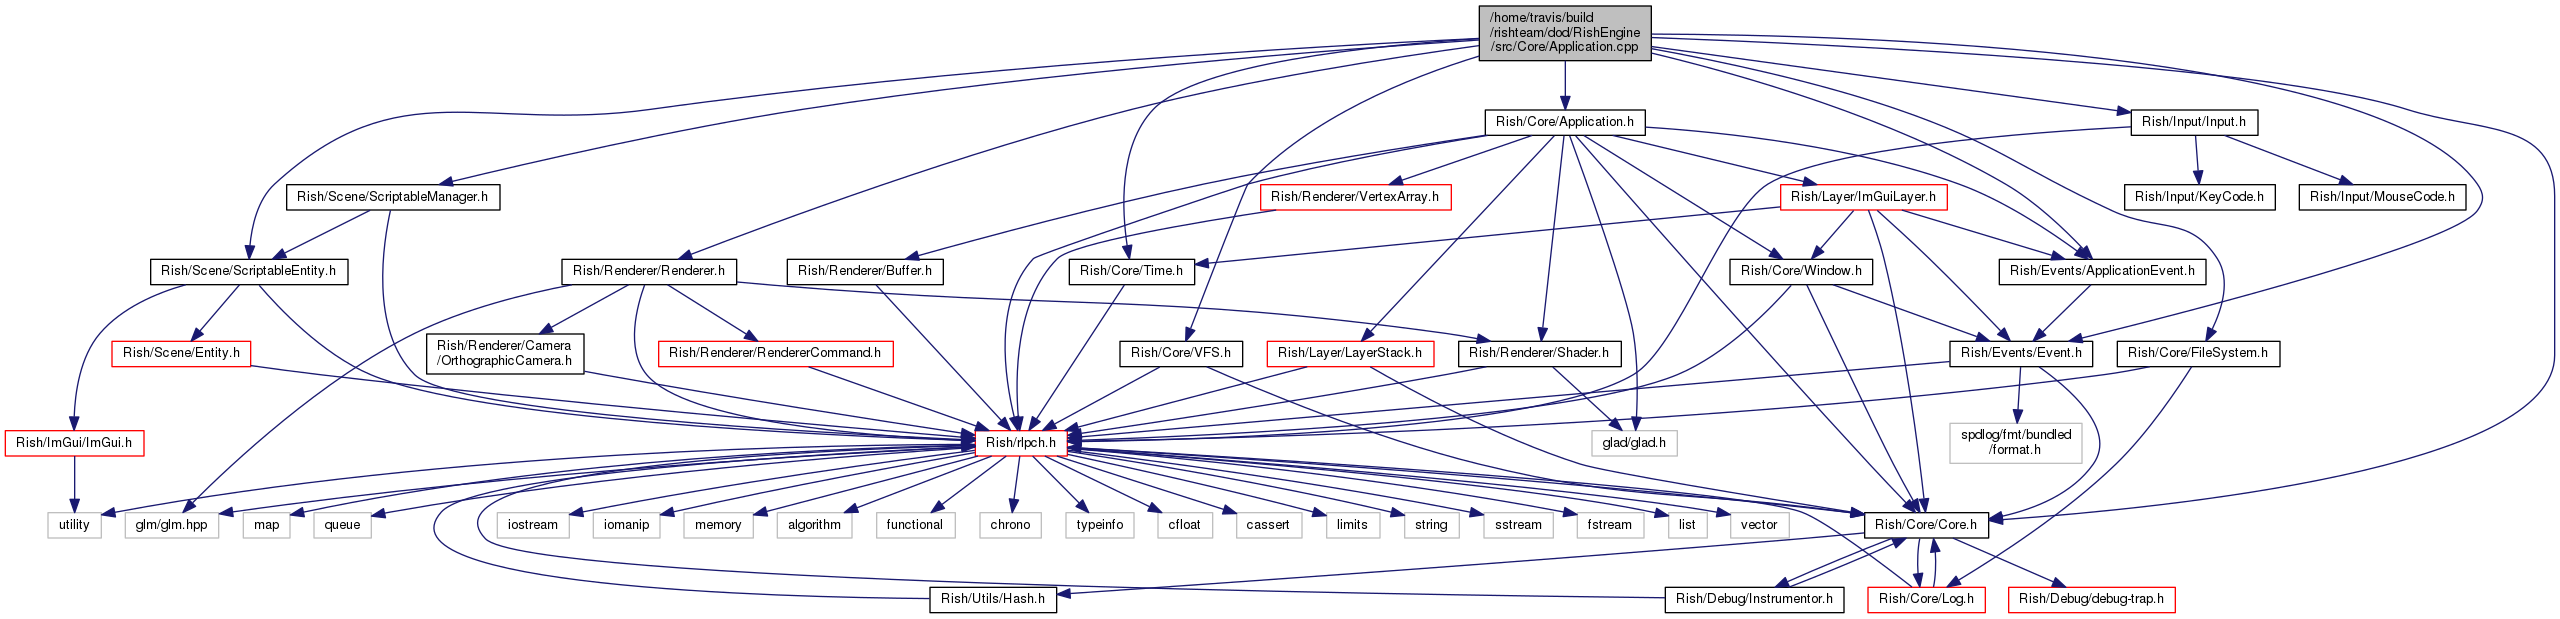 /home/travis/build
/rishteam/dod/RishEngine
/src/Core/Application.cpp
Rish/Core/Application.h
Rish/Input/Input.h
Rish/Scene/ScriptableManager.h
Rish/Renderer/VertexArray.h
Rish/Layer/ImGuiLayer.h
Rish/Input/KeyCode.h
Rish/Input/MouseCode.h
Rish/Scene/ScriptableEntity.h
Rish/Renderer/Renderer.h
Rish/Renderer/Buffer.h
Rish/Core/Time.h
Rish/Core/Window.h
Rish/Events/ApplicationEvent.h
Rish/Scene/Entity.h
Rish/Renderer/Camera
/OrthographicCamera.h
Rish/Renderer/RendererCommand.h
Rish/Core/VFS.h
Rish/Layer/LayerStack.h
Rish/Renderer/Shader.h
Rish/Events/Event.h
Rish/Core/FileSystem.h
Rish/ImGui/ImGui.h
Rish/rlpch.h
glad/glad.h
spdlog/fmt/bundled
/format.h
utility
glm/glm.hpp
map
queue
iostream
iomanip
memory
algorithm
functional
chrono
typeinfo
cfloat
cassert
limits
string
sstream
fstream
list
vector
Rish/Core/Core.h
Rish/Utils/Hash.h
Rish/Debug/Instrumentor.h
Rish/Core/Log.h
Rish/Debug/debug-trap.h